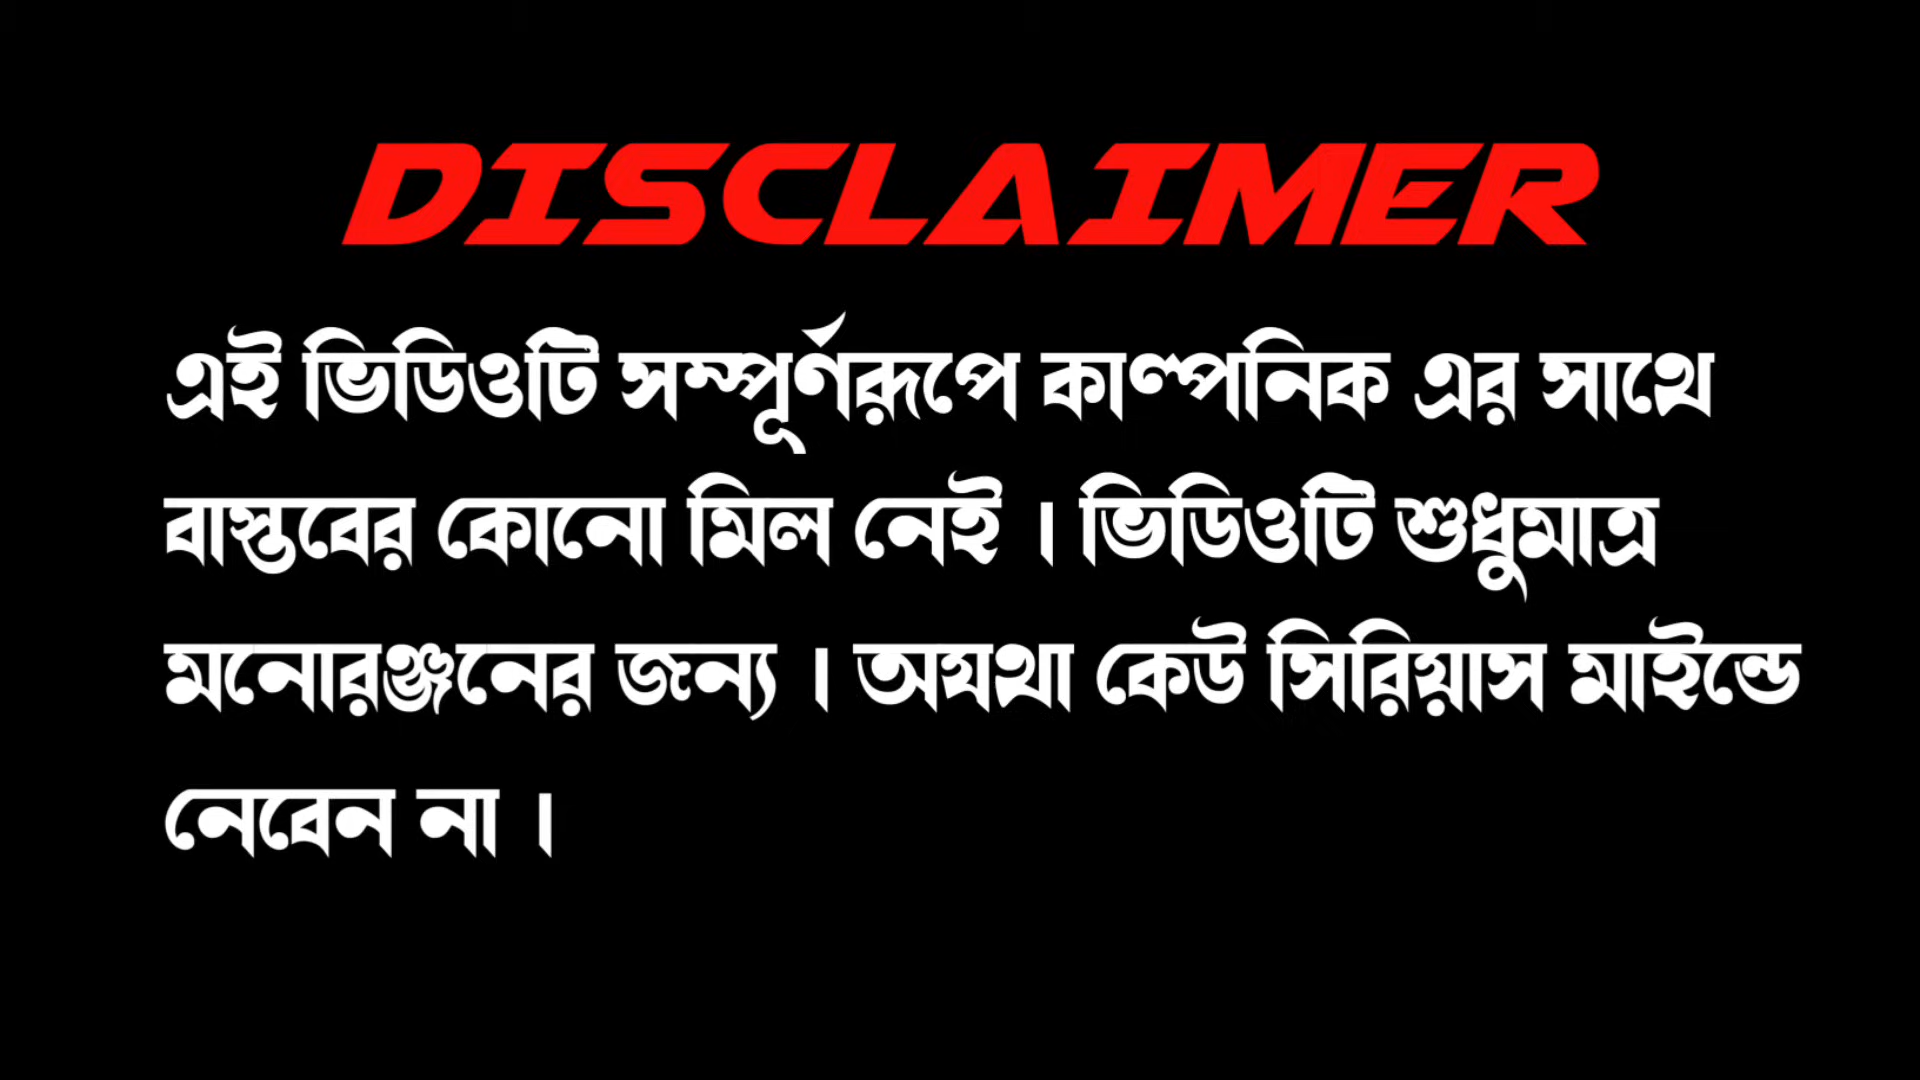 DISCLAIMER
এই ভিডিওটি সম্পূর্ণরূপে কাল্পনিক এর সাথে
বাস্তবের কোনো মিল নেই । ভিডিওটি শুধুমাত্র
মনোরঞ্জনের জন্য । অযথা কেউ সিরিয়াস মাইন্ডে
নেবেন না ।